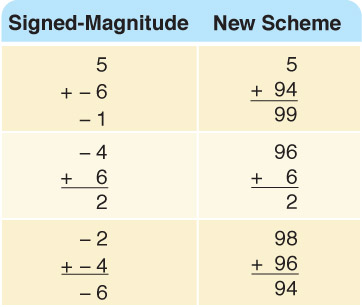 Signed-Magnitude New Scheme
5 5
+ – 6 + 94
– 1 99
– 4 96
+ 6 + 6
2 2
– 2 98
+ – 4 + 96
– 6 94